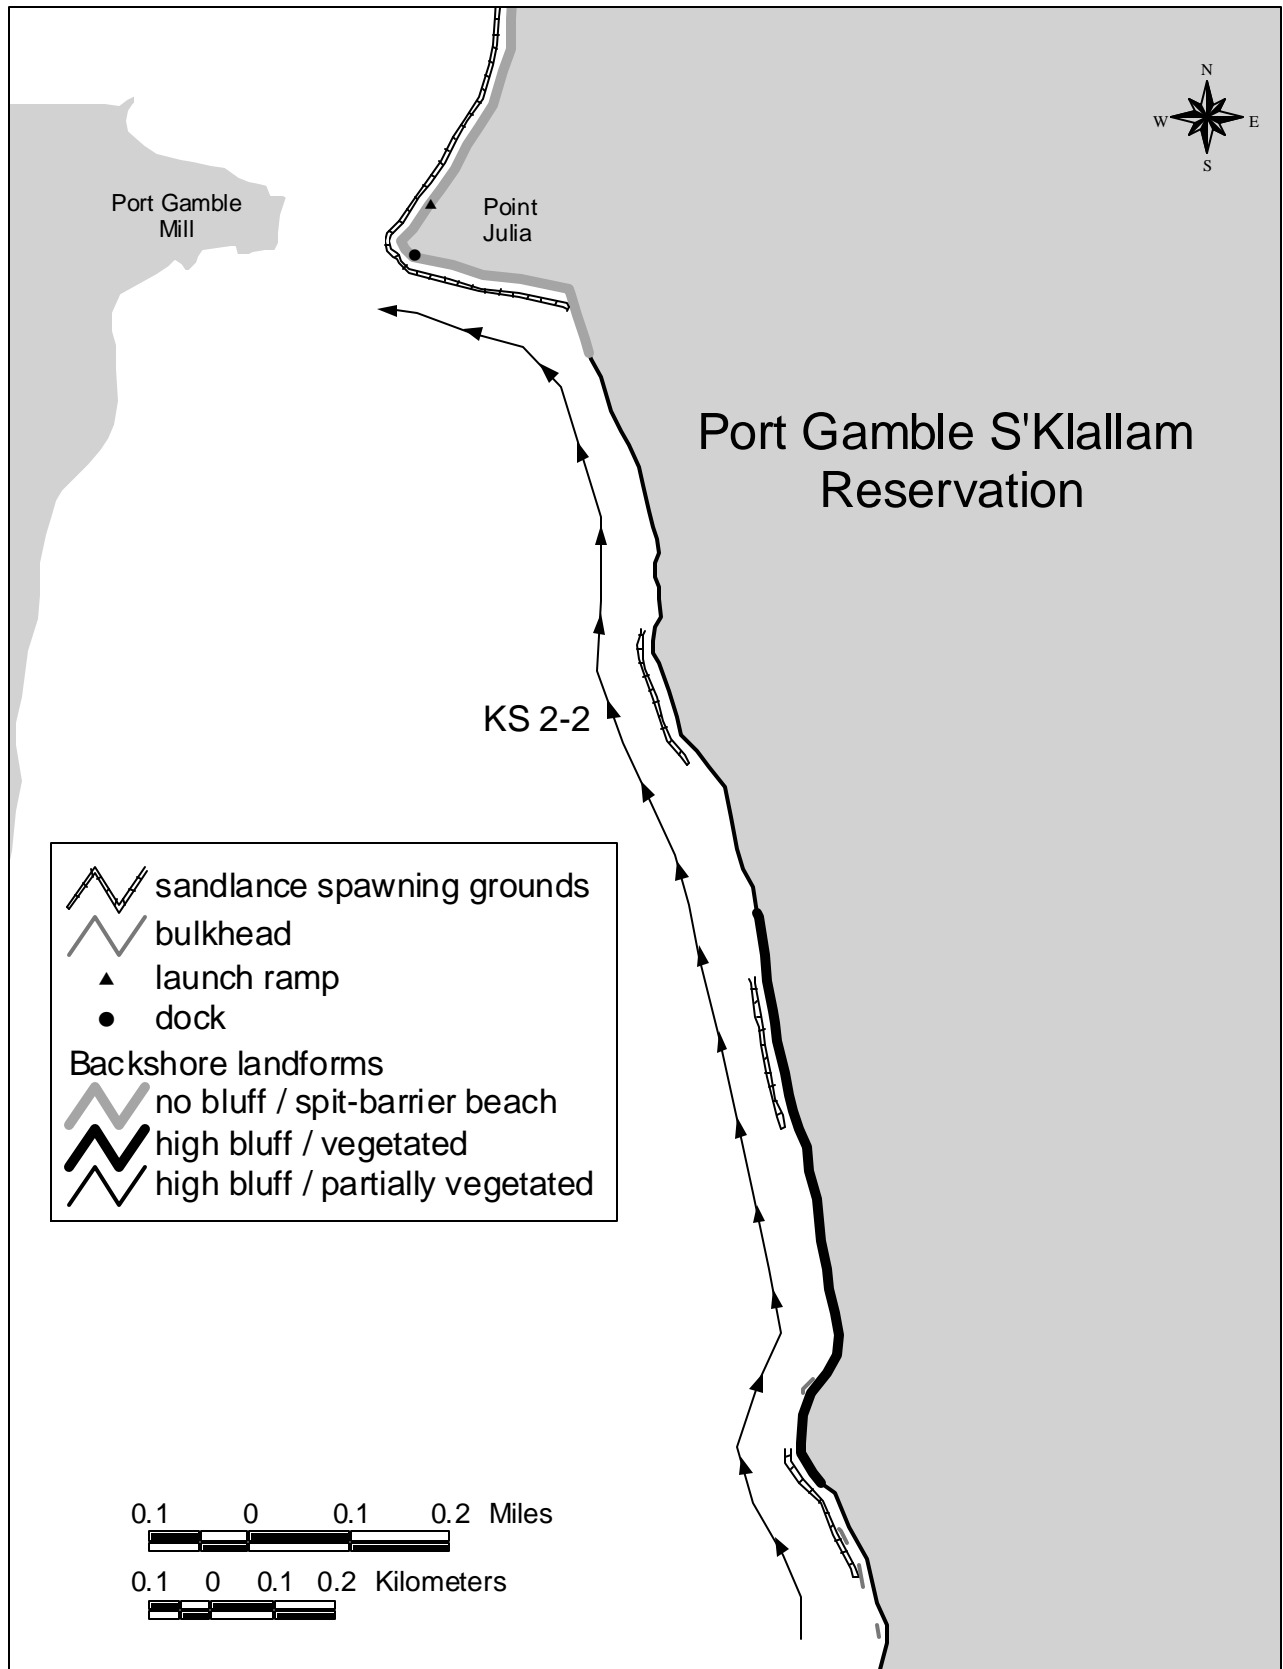 N
W E
S
Port Gamble
Mill
Point
Julia
Port Gamble S'Klallam
Reservation
KS 2-2
sandlance spawning grounds
bulkhead
launch ramp
dock
Backshore landforms
no bluff / spit-barrier beach
high bluff / vegetated
high bluff / partially vegetated
0.1 0 0.1 0.2 Miles
0.1 0 0.1 0.2 Kilometers